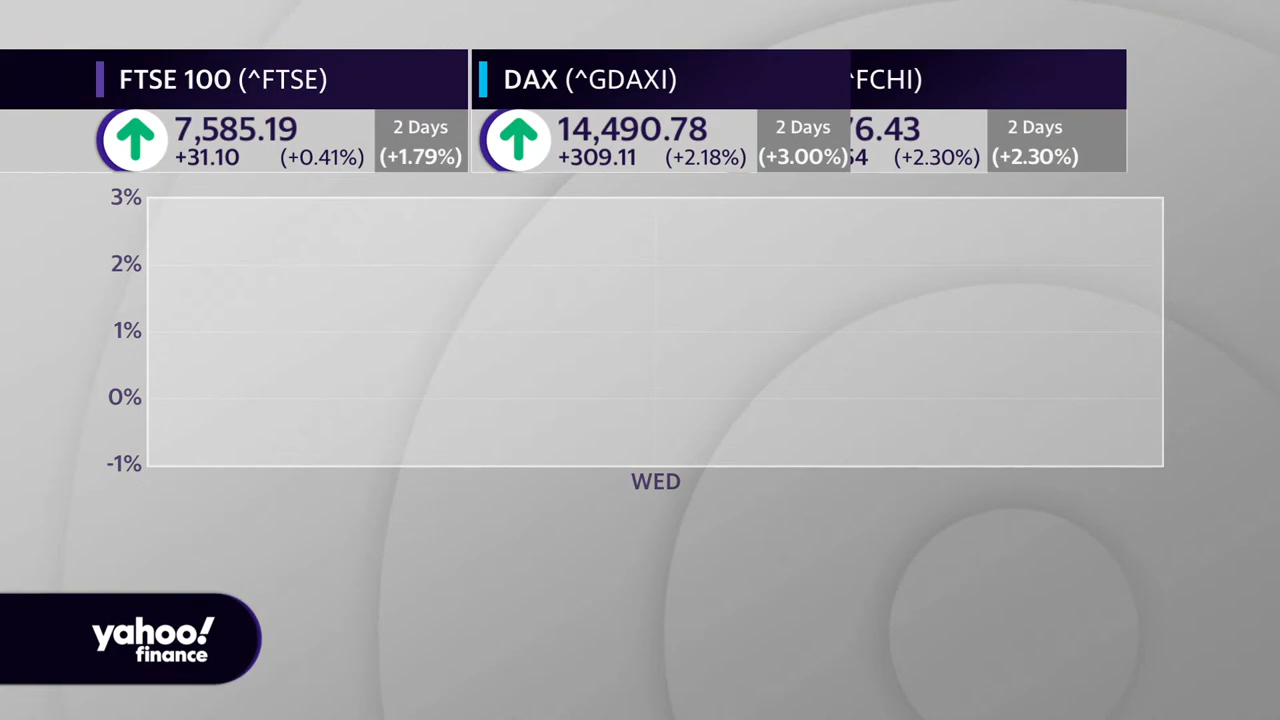 FTSE 100 (^FTSE)
DAX (^GDAXI)
^FCHI)
7,585.19
+31.10 (+0.41%)
2 Days
(+1.79%)
14,490.78
+309.11 (+2.18%)
2 Days
(+3.00%)
76.43
54 (+2.30%)
2 Days
(+2.30%)
3%
2%
1%
0%
-1%
WED
yahoo!
finance